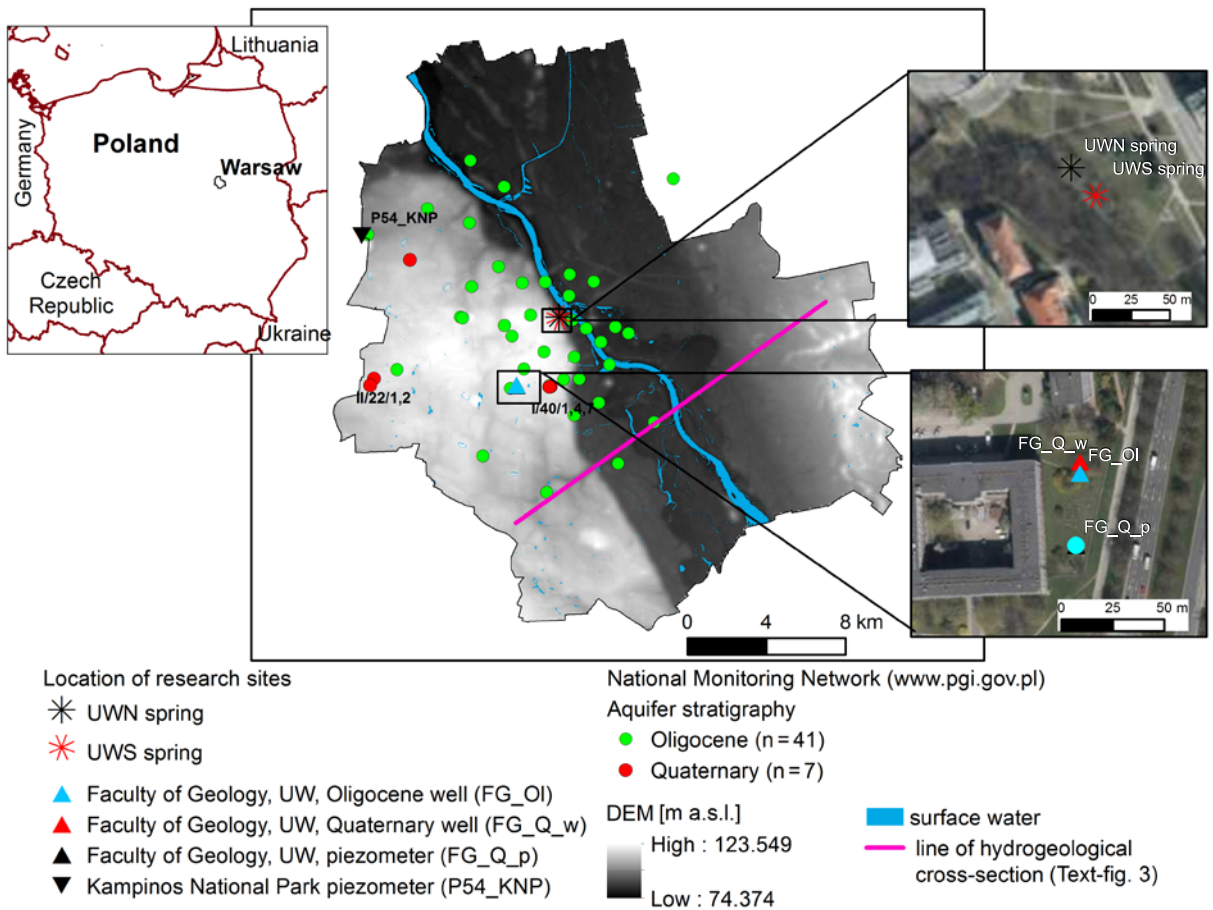 Lithuania
Poland
Warsaw
Germany
Czech
Republic
Ukraine
P54_KNP
II/22/1,2
I/40/1,4,7
0 4 8 km
UWN spring
UWS spring
0 25 50 m
FG_Q_w
FG_Ol
FG_Q_p
0 25 50 m
Location of research sites
UWN spring
UWS spring
Faculty of Geology, UW, Oligocene well (FG_Ol)
Faculty of Geology, UW, Quaternary well (FG_Q_w)
Faculty of Geology, UW, piezometer (FG_Q_p)
Kampinos National Park piezometer (P54_KNP)
National Monitoring Network (www.pgi.gov.pl)
Aquifer stratigraphy
Oligocene (n = 41)
Quaternary (n = 7)
DEM [m a.s.l.]
High : 123.549
Low : 74.374
surface water
line of hydrogeological
cross-section (Text-fig. 3)